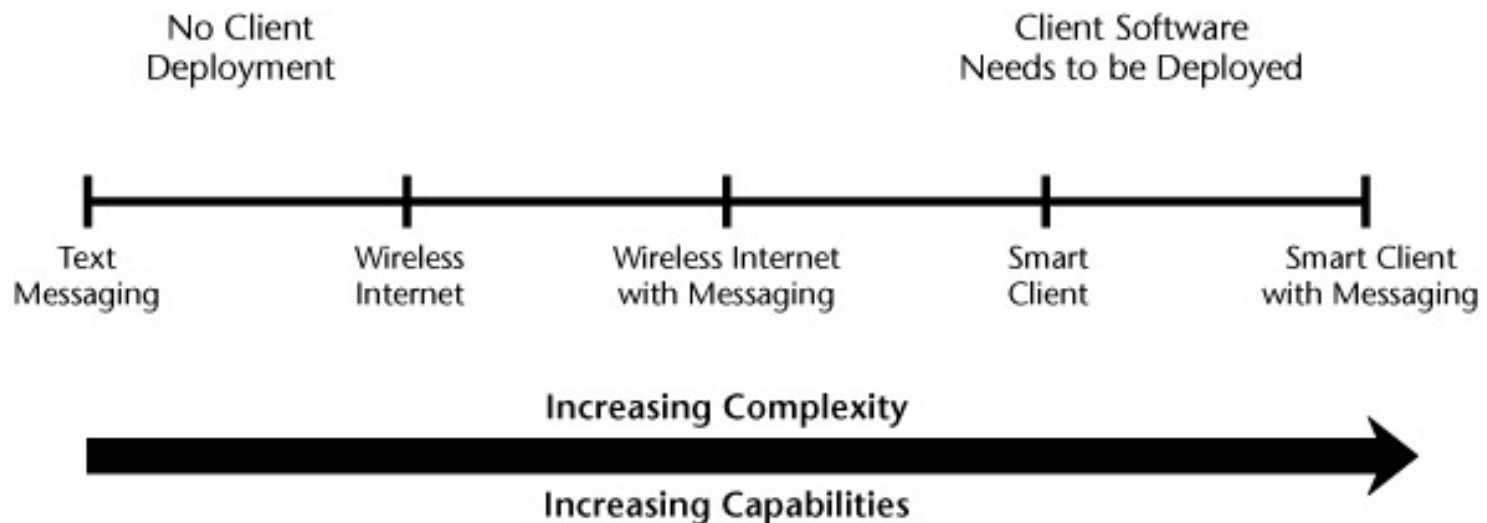 No Client
Deployment
Client Software
Needs to be Deployed
Text
Messaging
Wireless
Internet
Wireless Internet
with Messaging
Smart
Client
Smart Client
with Messaging
Increasing Complexity
Increasing Capabilities